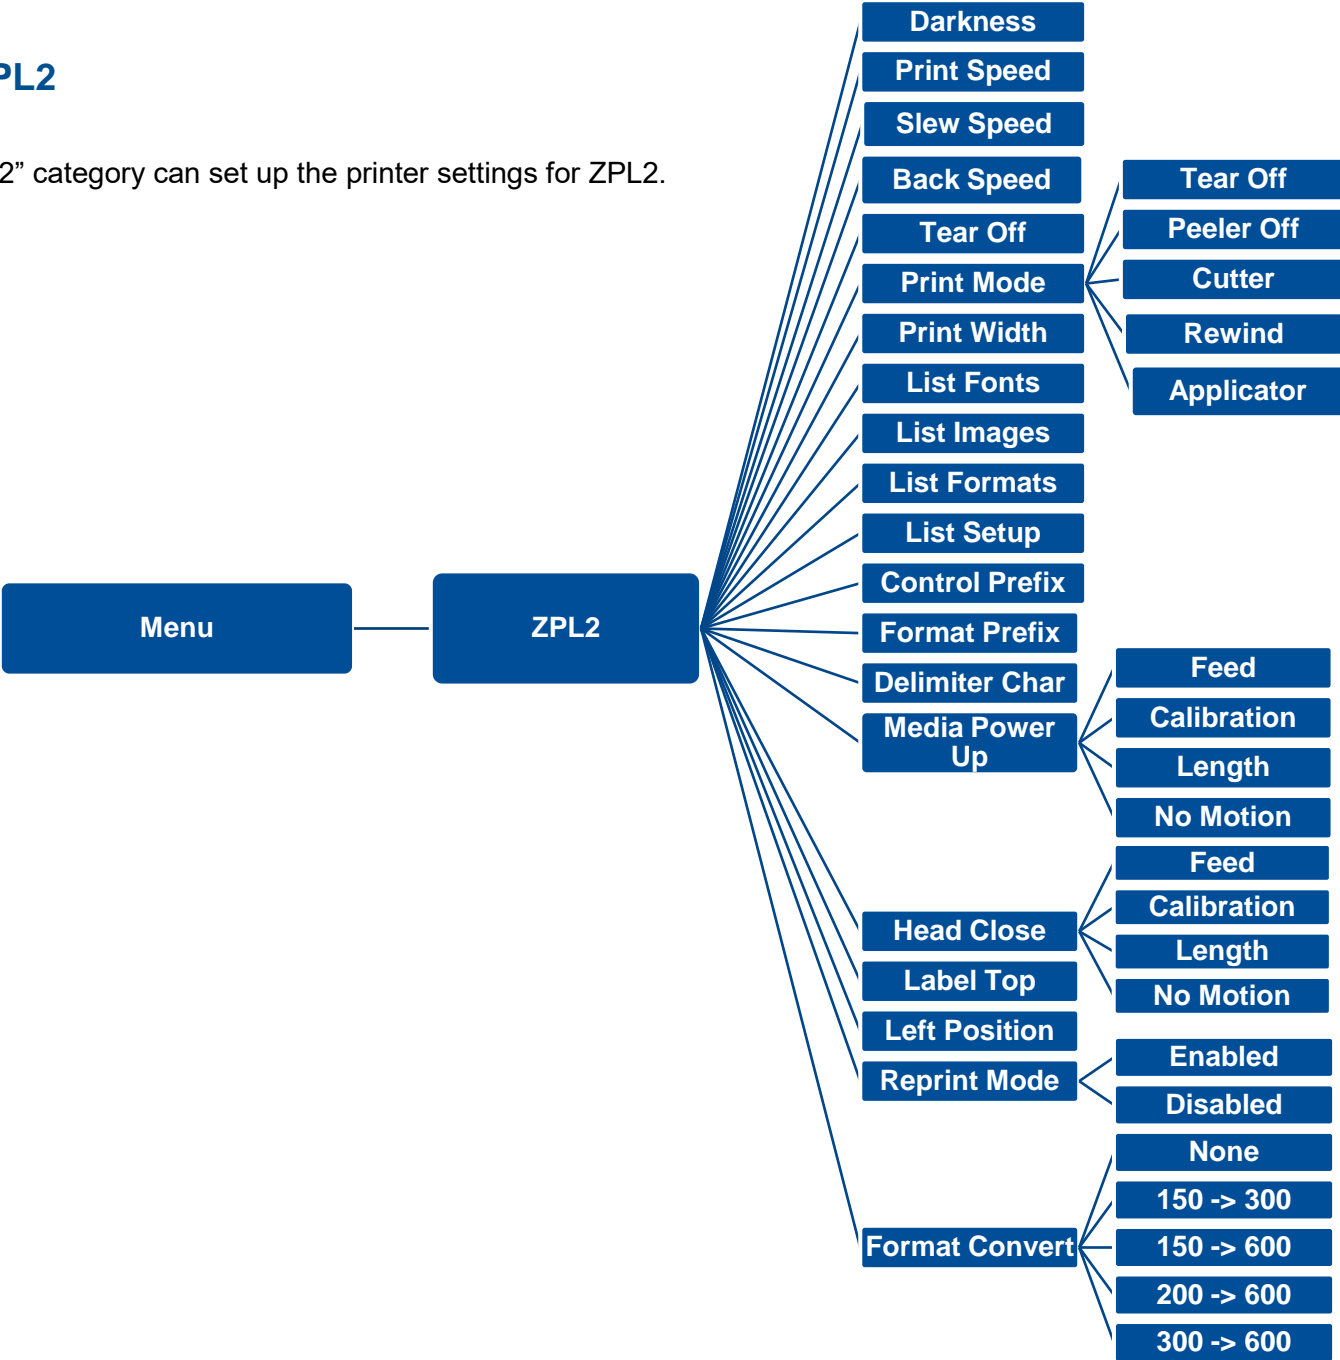 PL2
2” category can set up the printer settings for ZPL2.
Menu
ZPL2
Darkness
Print Speed
Slew Speed
Back Speed
Tear Off
Print Mode
Tear Off
Peeler Off
Cutter
Rewind
Applicator
Print Width
List Fonts
List Images
List Formats
List Setup
Control Prefix
Format Prefix
Delimiter Char
Media Power
Up
Feed
Calibration
Length
No Motion
Head Close
Feed
Calibration
Length
No Motion
Label Top
Left Position
Reprint Mode
Enabled
Disabled
Format Convert
None
150 -> 300
150 -> 600
200 -> 600
300 -> 600